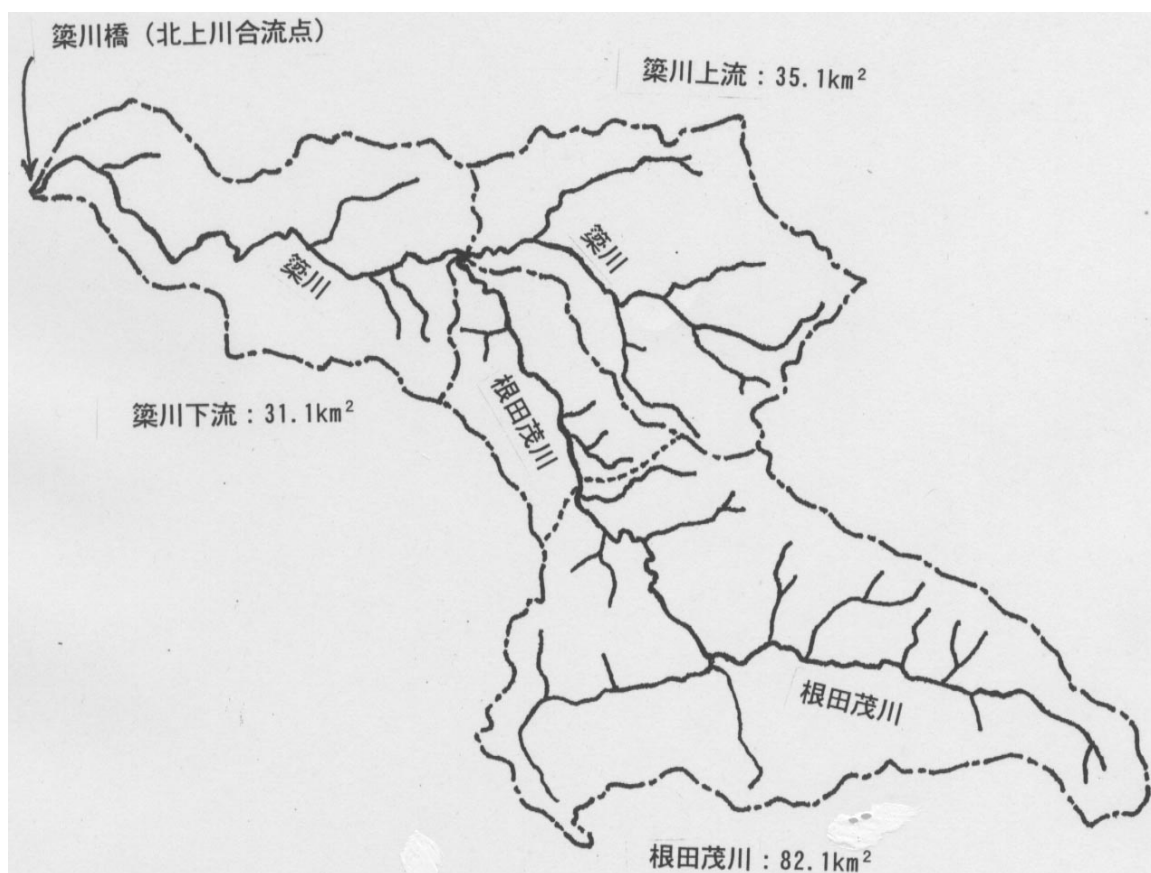 簗川橋（北上川合流点）
簗川上流：35.1km²
簗川
簗川
簗川下流：31.1km²
根田茂川
根田茂川
根田茂川：82.1km²